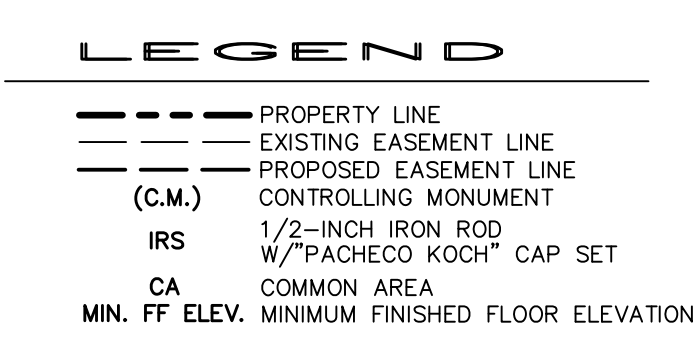 LEGEND
PROPERTY LINE
EXISTING EASEMENT LINE
PROPOSED EASEMENT LINE
(C.M.) CONTROLLING MONUMENT
IRS 1/2-INCH IRON ROD
W/"PACHECO KOCH" CAP SET
CA COMMON AREA
MIN. FF ELEV. MINIMUM FINISHED FLOOR ELEVATION